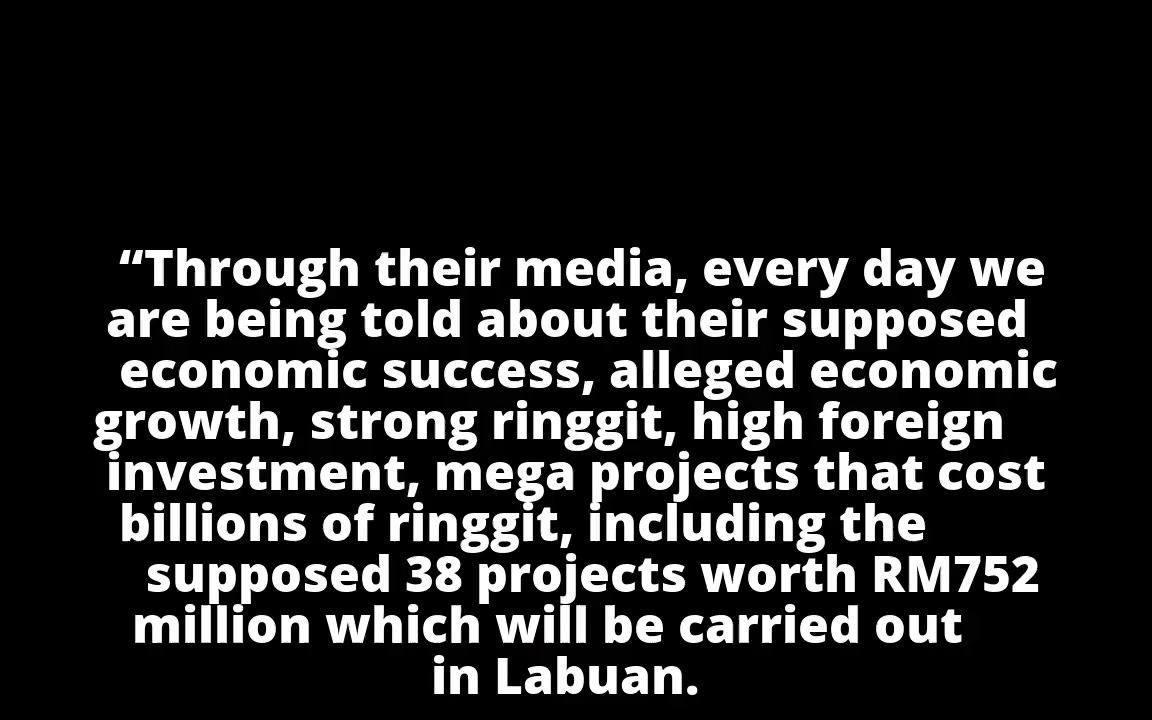 “Through their media, every day we
are being told about their supposed
economic success, alleged economic
growth, strong ringgit, high foreign
investment, mega projects that cost
billions of ringgit, including the
supposed 38 projects worth RM752
million which will be carried out
in Labuan.